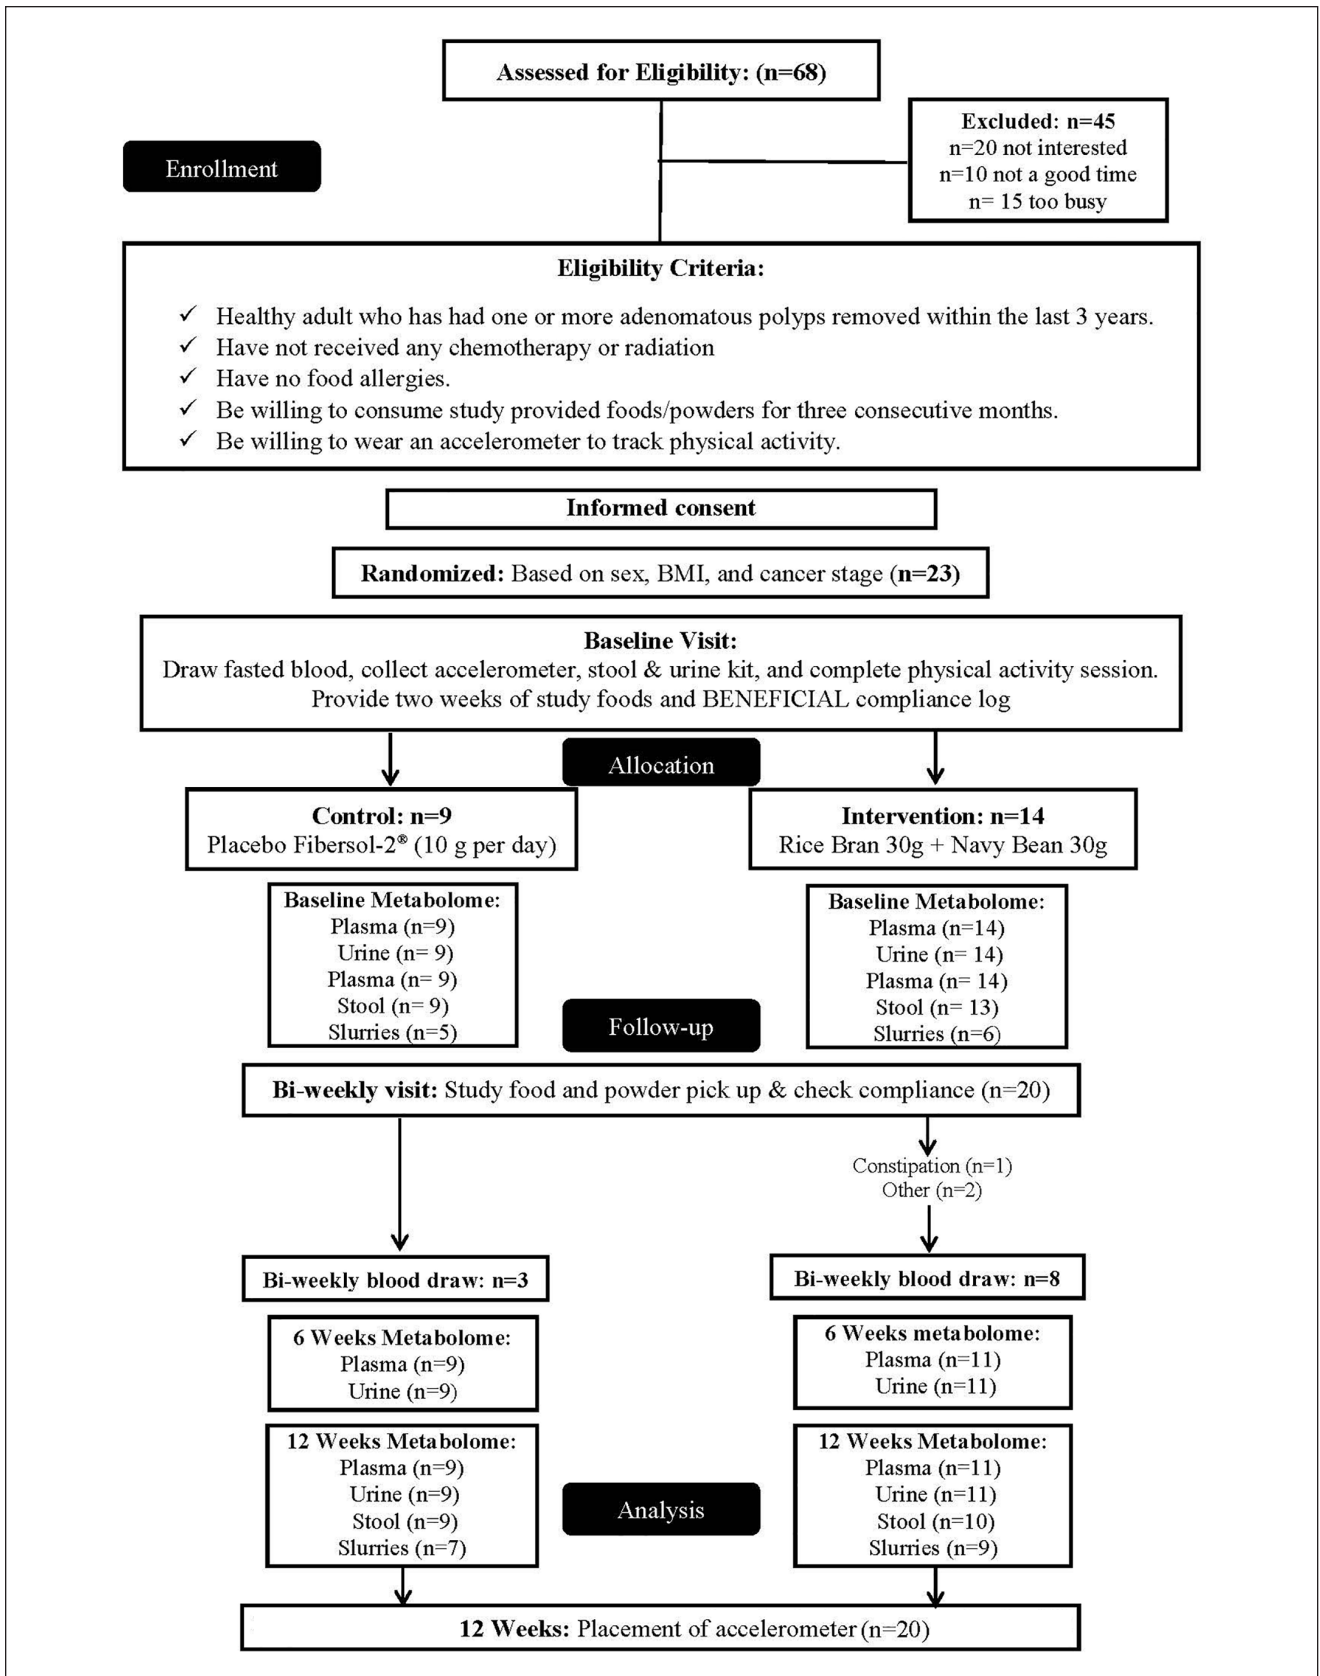 Assessed for Eligibility: (n=68)
Excluded: n=45
n=20 not interested
n=10 not a good time
n= 15 too busy
Enrollment
Eligibility Criteria:
✓ Healthy adult who has had one or more adenomatous polyps removed within the last 3 years.
✓ Have not received any chemotherapy or radiation
✓ Have no food allergies.
✓ Be willing to consume study provided foods/powders for three consecutive months.
✓ Be willing to wear an accelerometer to track physical activity.
Informed consent
Randomized: Based on sex, BMI, and cancer stage (n=23)
Baseline Visit:
Draw fasted blood, collect accelerometer, stool & urine kit, and complete physical activity session.
Provide two weeks of study foods and BENEFICIAL compliance log
Allocation
Control: n=9
Placebo Fibersol-2® (10 g per day)
Intervention: n=14
Rice Bran 30g + Navy Bean 30g
Baseline Metabolome:
Plasma (n=9)
Urine (n= 9)
Plasma (n= 9)
Stool (n= 9)
Slurries (n=5)
Baseline Metabolome:
Plasma (n=14)
Urine (n= 14)
Plasma (n= 14)
Stool (n= 13)
Slurries (n=6)
Follow-up
Bi-weekly visit: Study food and powder pick up & check compliance (n=20)
Constipation (n=1)
Other (n=2)
Bi-weekly blood draw: n=3
Bi-weekly blood draw: n=8
6 Weeks Metabolome:
Plasma (n=9)
Urine (n=9)
6 Weeks metabolome:
Plasma (n=11)
Urine (n=11)
12 Weeks Metabolome:
Plasma (n=9)
Urine (n=9)
Stool (n=9)
Slurries (n=7)
12 Weeks Metabolome:
Plasma (n=11)
Urine (n=11)
Stool (n=10)
Slurries (n=9)
Analysis
12 Weeks: Placement of accelerometer (n=20)